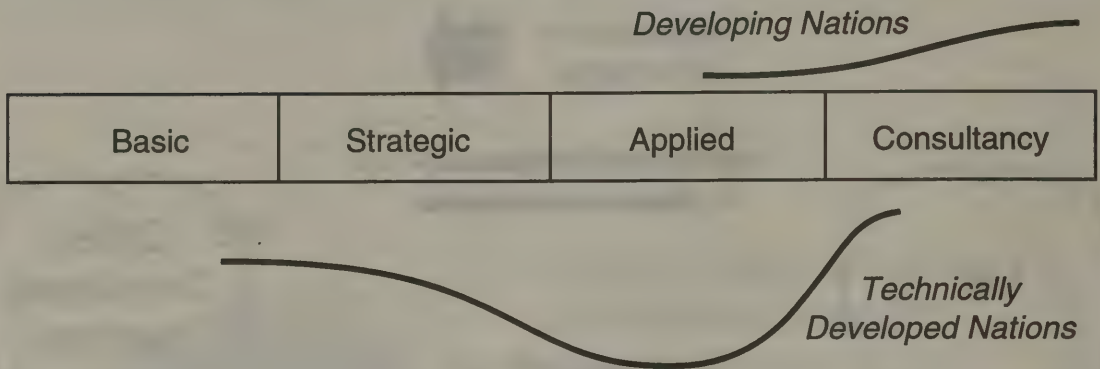 Developing Nations
Basic
Strategic
Applied
Consultancy
Technically
Developed Nations